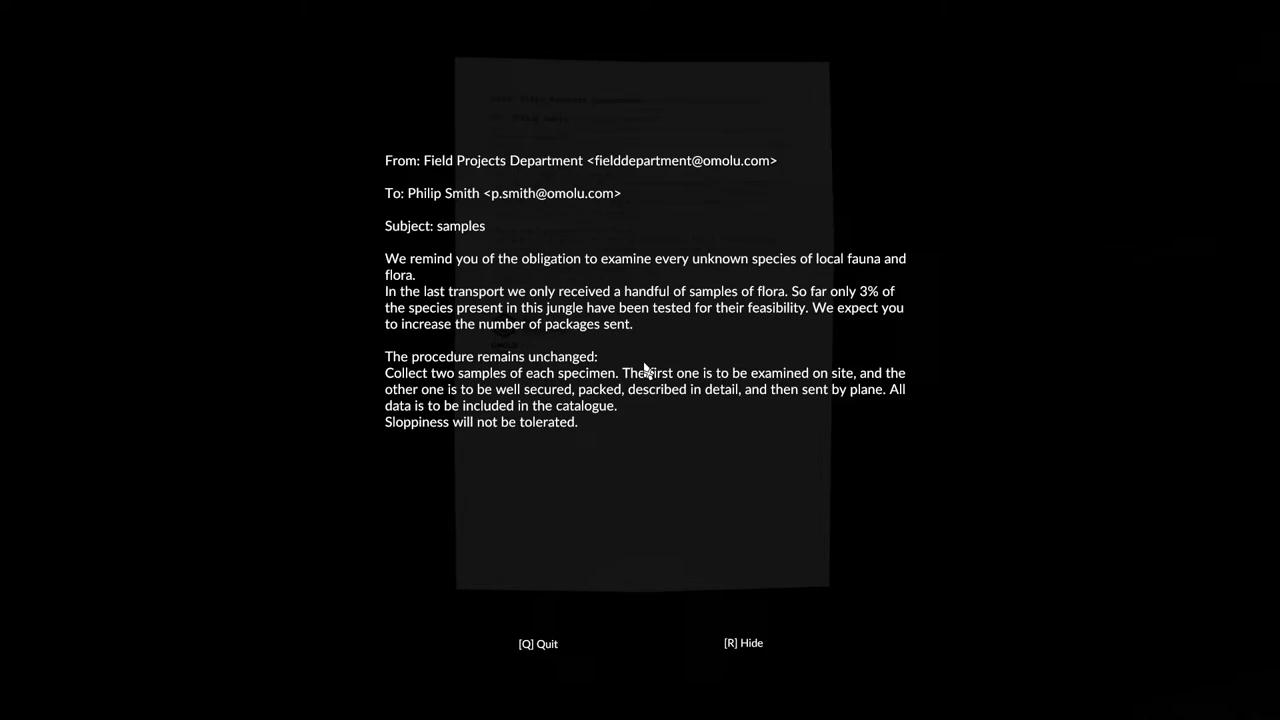 From: Field Projects Department <fielddepartment@omolu.com>
To: Philip Smith <p.smith@omolu.com>
Subject: samples
We remind you of the obligation to examine every unknown species of local fauna and
flora.
In the last transport we only received a handful of samples of flora. So far only 3% of
the species present in this jungle have been tested for their feasibility. We expect you
to increase the number of packages sent.
The procedure remains unchanged:
Collect two samples of each specimen. The first one is to be examined on site, and the
other one is to be well secured, packed, described in detail, and then sent by plane. All
data is to be included in the catalogue.
Sloppiness will not be tolerated.
[Q] Quit
[R] Hide